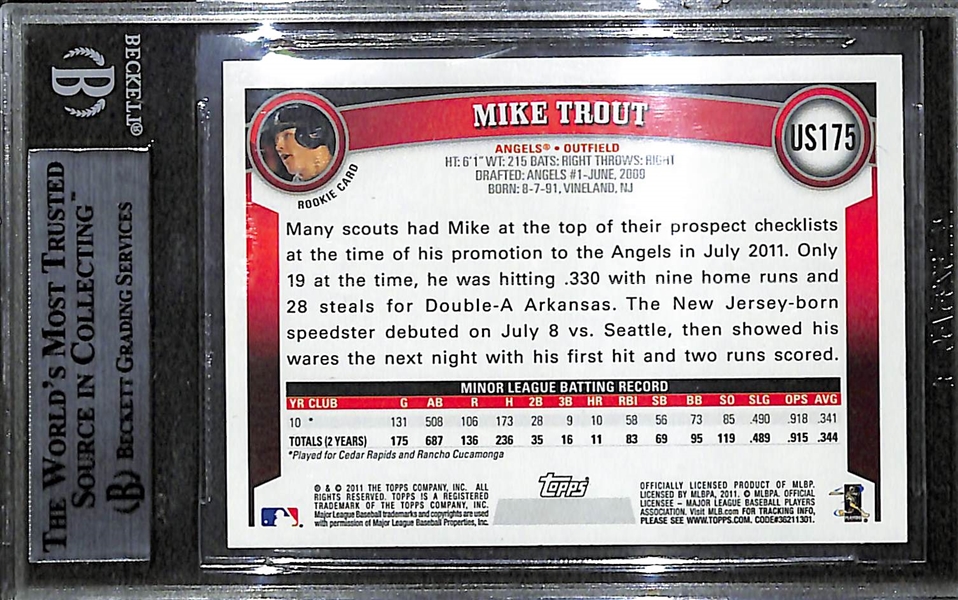 BECKETT®
THE WORLD'S MOST TRUSTED
SOURCE IN COLLECTING™
BECKETT GRADING SERVICES
MIKE TROUT
US175
ANGELS® • OUTFIELD
HT: 6'1" WT: 215 BATS: RIGHT THROWS: RIGHT
DRAFTED: ANGELS #1-JUNE, 2009
BORN: 8-7-91, VINELAND, NJ
ROOKIE CARD
Many scouts had Mike at the top of their prospect checklists
at the time of his promotion to the Angels in July 2011. Only
19 at the time, he was hitting .330 with nine home runs and
28 steals for Double-A Arkansas. The New Jersey-born
speedster debuted on July 8 vs. Seattle, then showed his
wares the next night with his first hit and two runs scored.
MINOR LEAGUE BATTING RECORD
YR CLUB G AB R H 2B 3B HR RBI SB BB SO SLG OPS AVG
10 * 131 508 106 173 28 9 10 58 56 73 85 .490 .918 .341
TOTALS (2 YEARS) 175 687 136 236 35 16 11 83 69 95 119 .489 .915 .344
*Played for Cedar Rapids and Rancho Cucamonga
® & © 2011 THE TOPPS COMPANY, INC. ALL
RIGHTS RESERVED. TOPPS IS A REGISTERED
TRADEMARK OF THE TOPPS COMPANY, INC.
Major League Baseball trademarks and copyrights are used
with permission of Major League Baseball Properties, Inc.
Topps
OFFICIALLY LICENSED PRODUCT OF MLBP.
LICENSED BY MLBPA, 2011. © MLBPA. OFFICIAL
LICENSEE – MAJOR LEAGUE BASEBALL PLAYERS
ASSOCIATION. Visit MLB.com FOR TRACKING INFO,
PLEASE SEE WWW.TOPPS.COM. CODE#36211301.